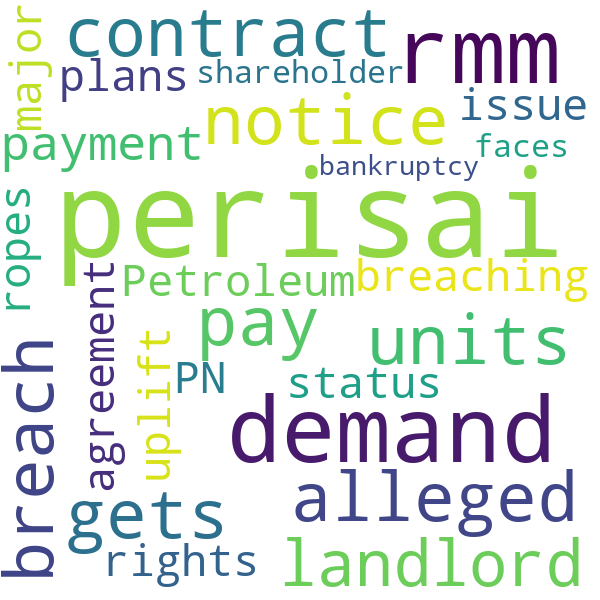 major
contract
rmm
plans
shareholder
issue
notice
payment
faces
bankruptcy
perisai
ropes
Petroleum
breaching
agreement
pay
units
uplift
PN
status
breach
demand
gets
alleged
rights
landlord